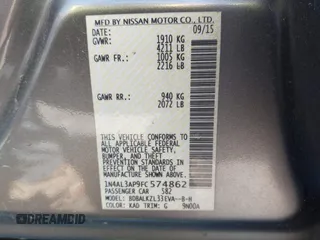 MFD BY NISSAN MOTOR CO., LTD.
DATE: 09/15
GVWR: 1910 KG
4211 LB
GAWR FR: 1005 KG
2216 LB
GAWR RR: 940 KG
2072 LB
THIS VEHICLE CONFORMS TO ALL
APPLICABLE FEDERAL MOTOR
VEHICLE SAFETY, BUMPER, AND
THEFT PREVENTION STANDARDS
IN EFFECT ON THE DATE OF
MANUFACTURE SHOWN ABOVE.
1N4AL3AP9FC574862
TYPE: PASSENGER CAR 582
MODEL: BDBALKZL33EVA--B-H
COLOR: KAD TRIM: G 9N00A
DREAMCID